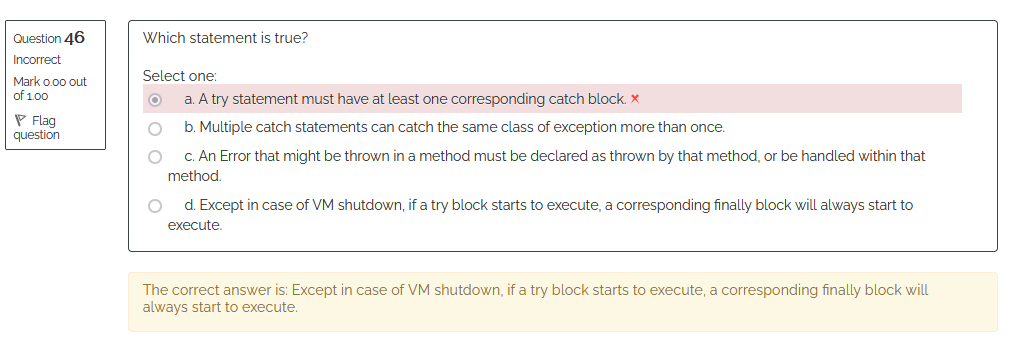 Question 46
Incorrect
Mark 0.00 out
of 1.00
Flag
question
Which statement is true?
Select one:
a. A try statement must have at least one corresponding catch block.
b. Multiple catch statements can catch the same class of exception more than once.
c. An Error that might be thrown in a method must be declared as thrown by that method, or be handled within that
method.
d. Except in case of VM shutdown, if a try block starts to execute, a corresponding finally block will always start to
execute.
The correct answer is: Except in case of VM shutdown, if a try block starts to execute, a corresponding finally block will
always start to execute.